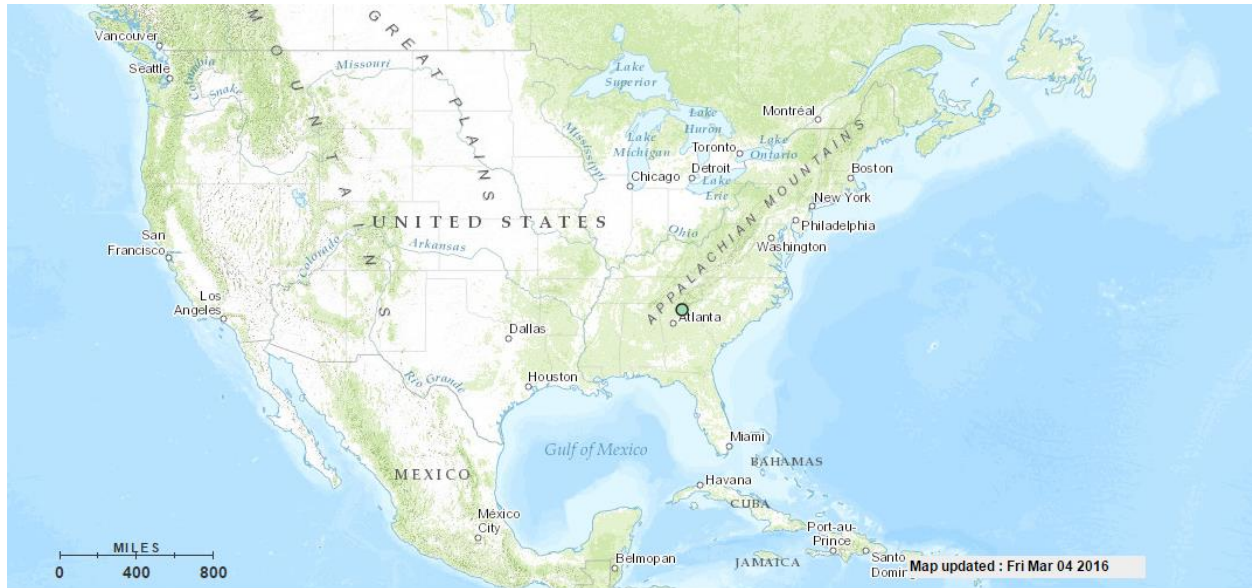 MOUNTAINS
GREAT PLAINS
Vancouver
Seattle
Columbia
Snake
Missouri
Mississippi
Lake
Superior
Lake
Michigan
Lake
Huron
Lake
Ontario
Lake
Erie
Montréal
Toronto
Detroit
Chicago
Boston
New York
Philadelphia
Washington
APPALACHIAN MOUNTAINS
UNITED STATES
Ohio
San
Francisco
Colorado
Arkansas
Los
Angeles
Atlanta
Dallas
Houston
Rio Grande
Gulf of Mexico
Miami
BAHAMAS
MEXICO
Havana
CUBA
México
City
Port-au-
Prince
Belmopan
JAMAICA
Santo
Doming
MILES
0 400 800
Map updated : Fri Mar 04 2016